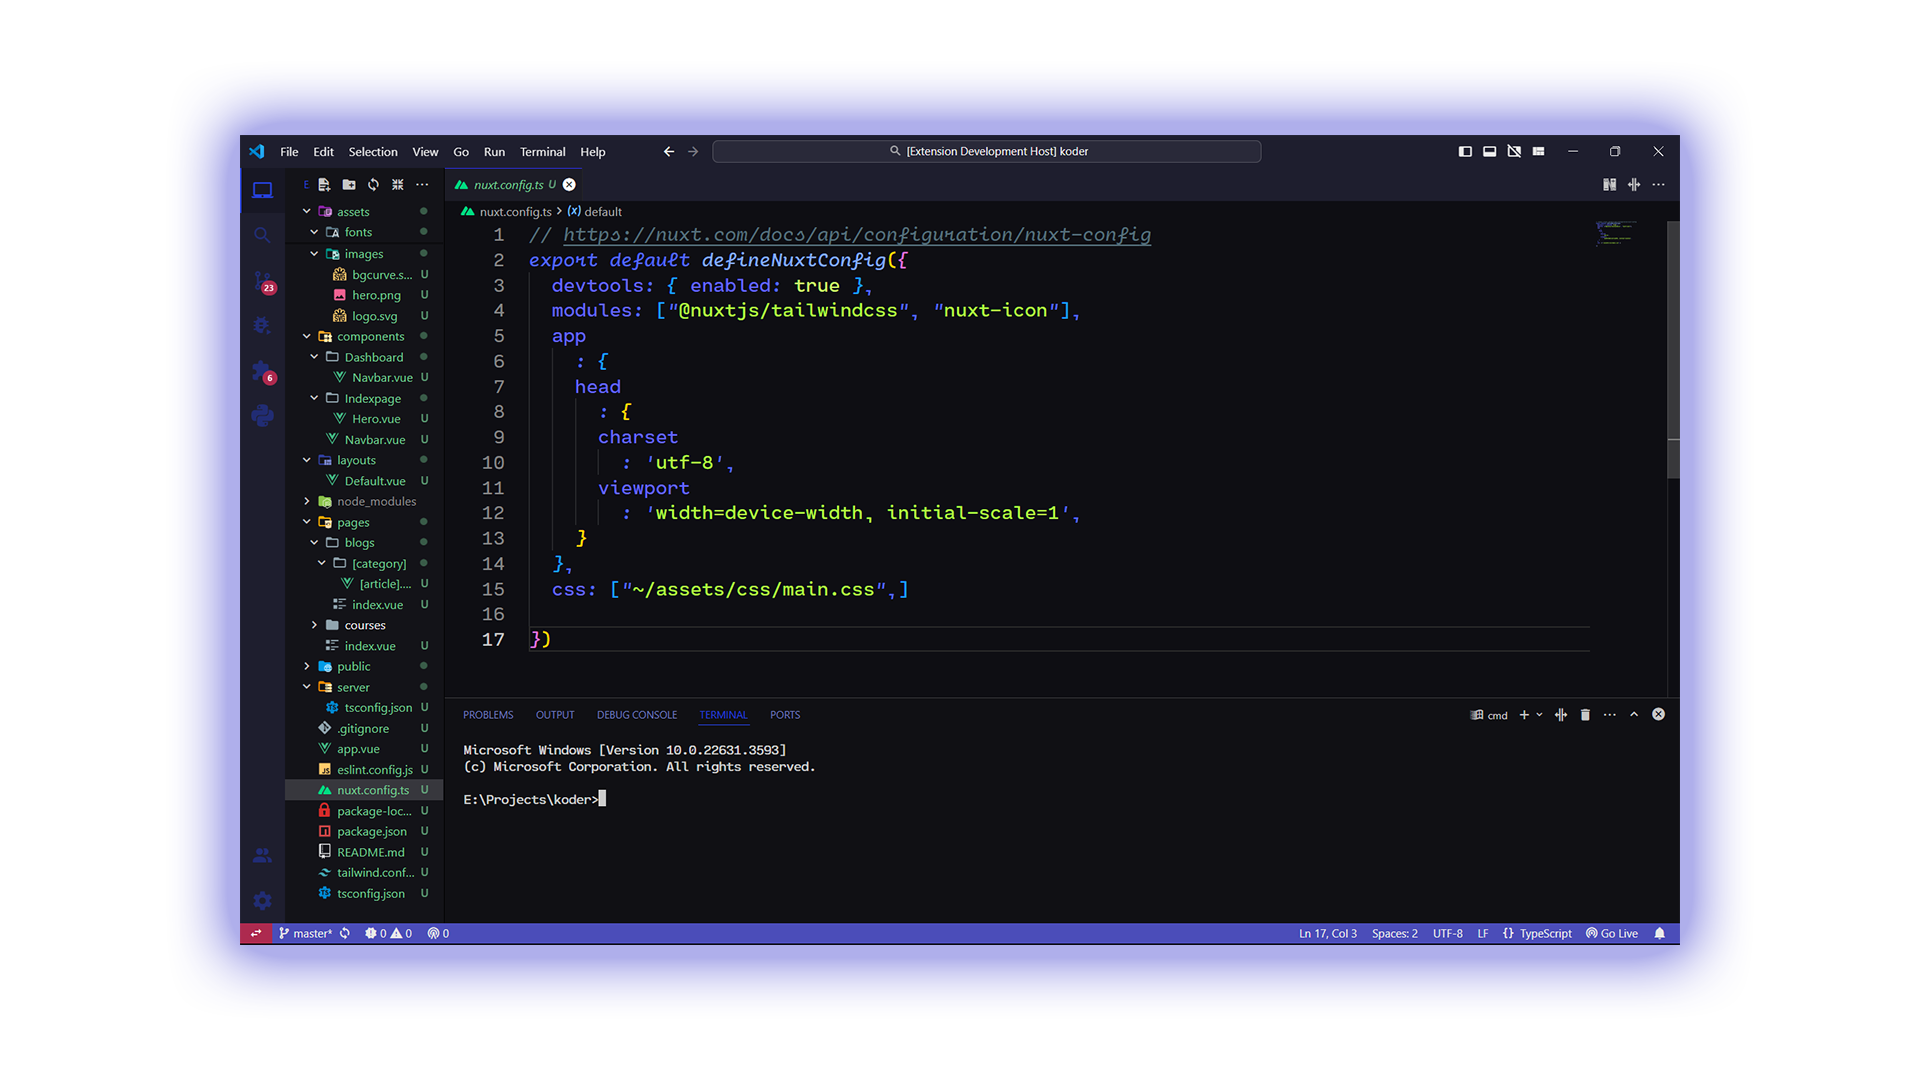 File Edit Selection View Go Run Terminal Help
[Extension Development Host] koder
E
nuxt.config.ts U
nuxt.config.ts > default
assets
fonts
images
bgcurve.s... U
hero.png U
logo.svg U
components
Dashboard
Navbar.vue U
Indexpage
Hero.vue U
Navbar.vue U
layouts
Default.vue U
node_modules
pages
blogs
[category]
[article].... U
index.vue U
courses
index.vue U
public
server
tsconfig.json U
.gitignore U
app.vue U
eslint.config.js U
nuxt.config.ts U
package-loc... U
package.json U
README.md U
tailwind.conf... U
tsconfig.json U
23
6
1 // https://nuxt.com/docs/api/configuration/nuxt-config
2 export default defineNuxtConfig({
3 devtools: { enabled: true },
4 modules: ["@nuxtjs/tailwindcss", "nuxt-icon"],
5 app
6 : {
7 head
8 : {
9 charset
10 : 'utf-8',
11 viewport
12 : 'width=device-width, initial-scale=1',
13 }
14 },
15 css: ["~/assets/css/main.css",]
16
17 })
PROBLEMS OUTPUT DEBUG CONSOLE TERMINAL PORTS
cmd
Microsoft Windows [Version 10.0.22631.3593]
(c) Microsoft Corporation. All rights reserved.
E:\Projects\koder>
master* 0 0 0
Ln 17, Col 3 Spaces: 2 UTF-8 LF {} TypeScript Go Live